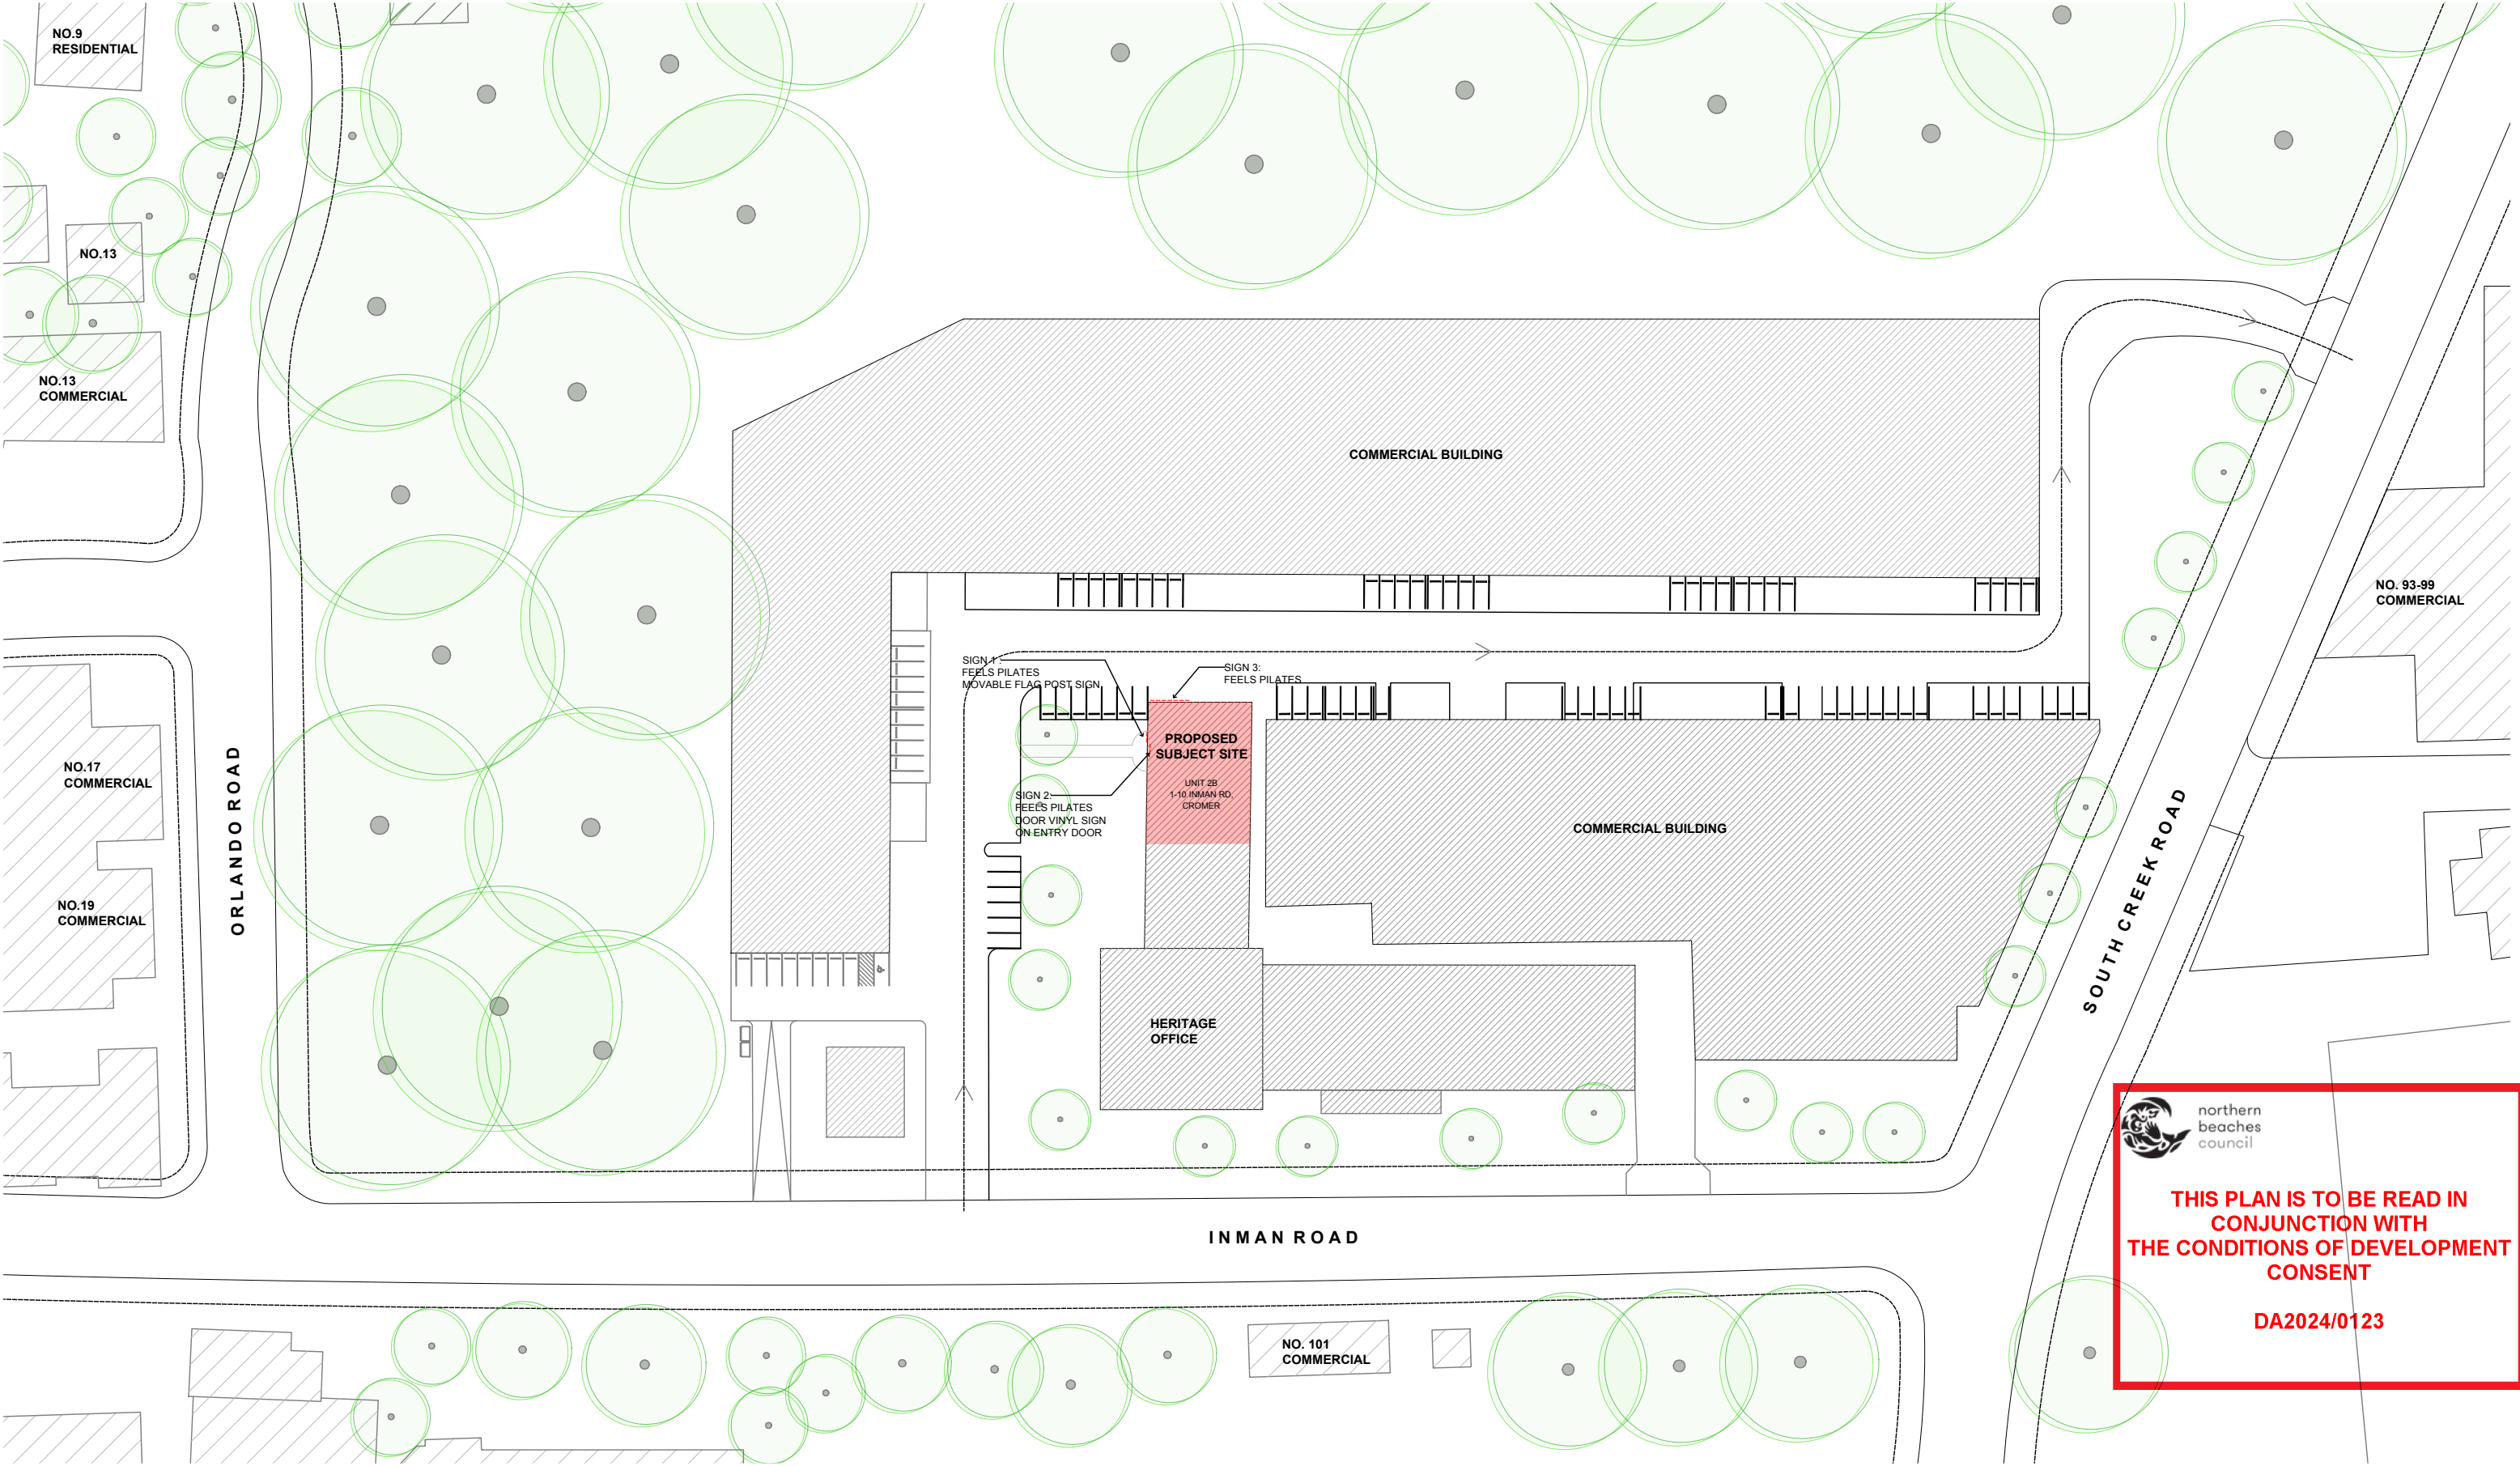 NO.9
RESIDENTIAL
NO.13
NO.13
COMMERCIAL
COMMERCIAL BUILDING
NO. 93-99
COMMERCIAL
SIGN 1 :
FEELS PILATES
MOVABLE FLAG POST SIGN
SIGN 3:
FEELS PILATES
PROPOSED
SUBJECT SITE
UNIT 2B
1-10 INMAN RD,
CROMER
SIGN 2:
FEELS PILATES
DOOR VINYL SIGN
ON ENTRY DOOR
NO.17
COMMERCIAL
ORLANDO ROAD
NO.19
COMMERCIAL
COMMERCIAL BUILDING
SOUTH CREEK ROAD
HERITAGE
OFFICE
INMAN ROAD
NO. 101
COMMERCIAL
northern
beaches
council
THIS PLAN IS TO BE READ IN
CONJUNCTION WITH
THE CONDITIONS OF DEVELOPMENT
CONSENT
DA2024/0123